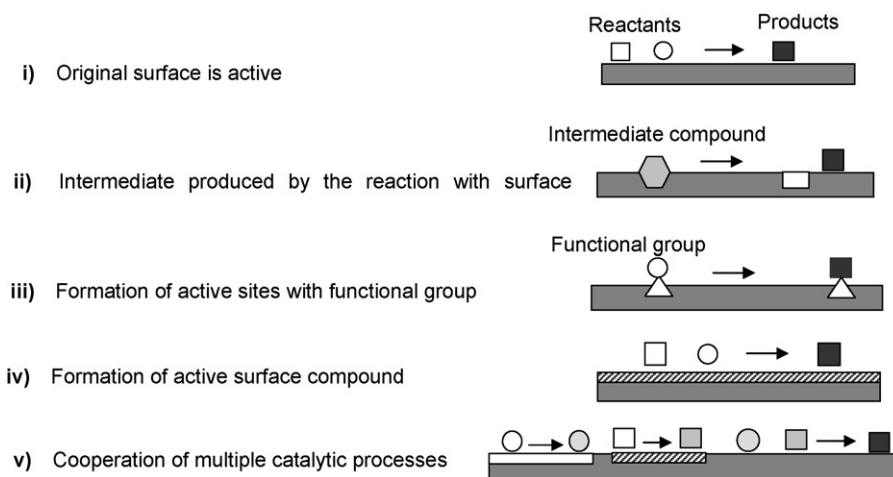 Reactants Products
i) Original surface is active
Intermediate compound
ii) Intermediate produced by the reaction with surface
Functional group
iii) Formation of active sites with functional group
iv) Formation of active surface compound
v) Cooperation of multiple catalytic processes